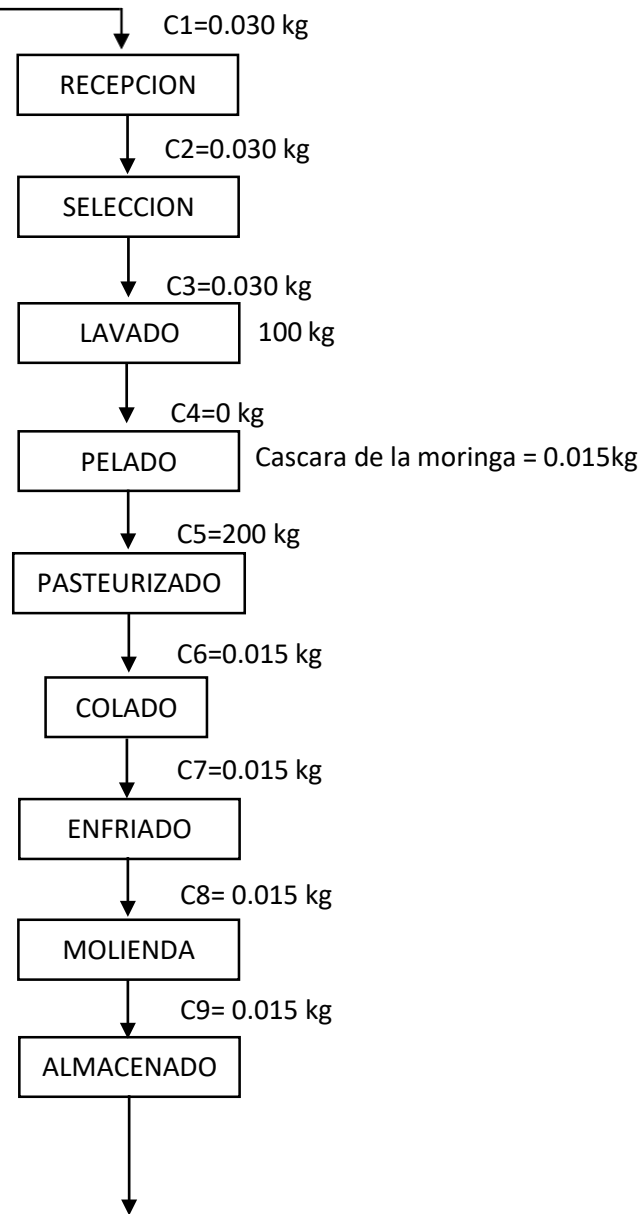 C1=0.030 kg
RECEPCION
C2=0.030 kg
SELECCION
C3=0.030 kg
LAVADO
100 kg
C4=0 kg
PELADO
Cascara de la moringa = 0.015kg
C5=200 kg
PASTEURIZADO
C6=0.015 kg
COLADO
C7=0.015 kg
ENFRIADO
C8= 0.015 kg
MOLIENDA
C9= 0.015 kg
ALMACENADO